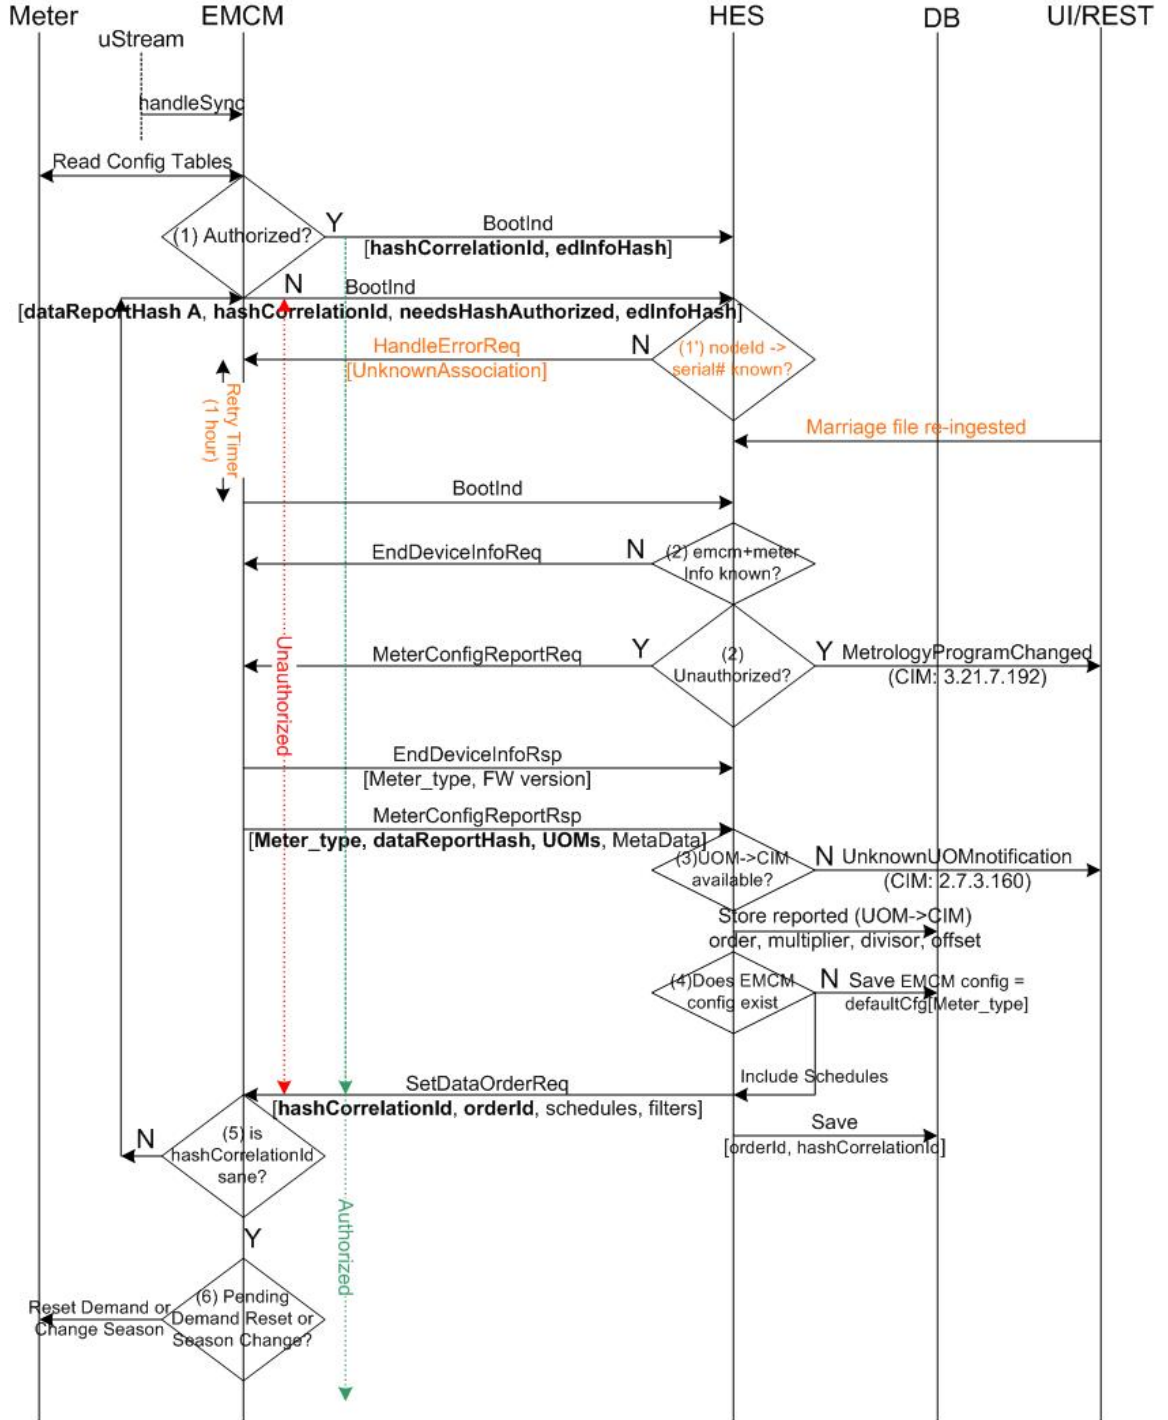 Meter EMCM HES DB UI/REST
uStream
handleSync
Read Config Tables
(1) Authorized?
Y
BootInd
[hashCorrelationId, edInfoHash]
N
BootInd
[dataReportHash A, hashCorrelationId, needsHashAuthorized, edInfoHash]
HandleErrorReq
[UnknownAssociation]
N
(1') nodeId ->
serial# known?
Retry Timer
(1 hour)
Marriage file re-ingested
BootInd
EndDeviceInfoReq
N
(2) emcm+meter
Info known?
MeterConfigReportReq
Y
(2)
Unauthorized?
Y
MetrologyProgramChanged
(CIM: 3.21.7.192)
Unauthorized
EndDeviceInfoRsp
[Meter_type, FW version]
MeterConfigReportRsp
[Meter_type, dataReportHash, UOMs, MetaData]
(3)UOM->CIM
available?
N
UnknownUOMnotification
(CIM: 2.7.3.160)
Store reported (UOM->CIM)
order, multiplier, divisor, offset
(4)Does EMCM
config exist
N
Save EMCM config =
defaultCfg[Meter_type]
Include Schedules
SetDataOrderReq
[hashCorrelationId, orderId, schedules, filters]
Save
[orderId, hashCorrelationId]
N
(5) is
hashCorrelationId
sane?
Authorized
Y
(6) Pending
Demand Reset or
Season Change?
Reset Demand or
Change Season